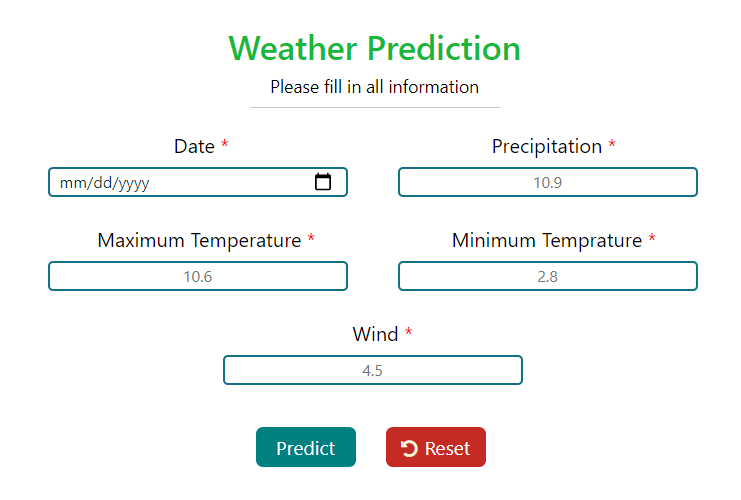 Weather Prediction
Please fill in all information
Date *
Precipitation *
mm/dd/yyyy
10.9
Maximum Temperature *
Minimum Temprature *
10.6
2.8
Wind *
4.5
Predict
Reset